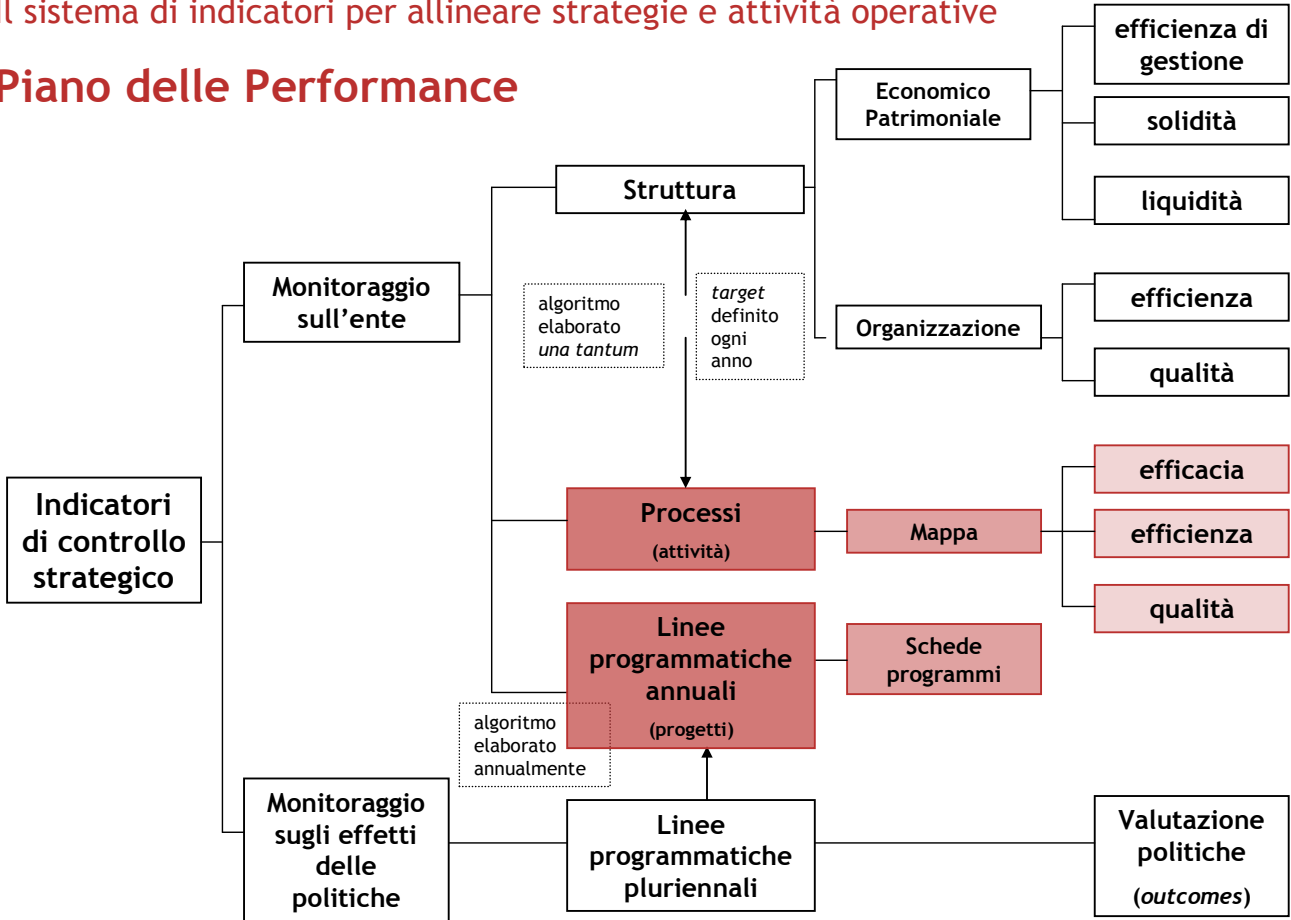 Il sistema di indicatori per allineare strategie e attività operative
Piano delle Performance
Indicatori
di controllo
strategico
Monitoraggio
sull’ente
Monitoraggio
sugli effetti
delle
politiche
Struttura
algoritmo
elaborato
una tantum
target
definito
ogni
anno
Processi
(attività)
Linee
programmatiche
annuali
(progetti)
algoritmo
elaborato
annualmente
Linee
programmatiche
pluriennali
Economico
Patrimoniale
Organizzazione
Mappa
Schede
programmi
efficienza di
gestione
solidità
liquidità
efficienza
qualità
efficacia
efficienza
qualità
Valutazione
politiche
(outcomes)